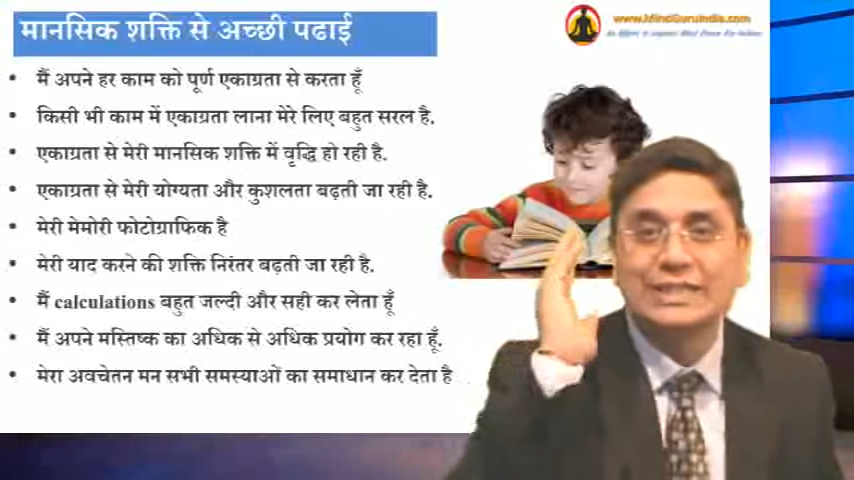 मानसिक शक्ति से अच्छी पढाई
www.MindGuruIndia.com
• मैं अपने हर काम को पूर्ण एकाग्रता से करता हूँ
• किसी भी काम में एकाग्रता लाना मेरे लिए बहुत सरल है.
• एकाग्रता से मेरी मानसिक शक्ति में वृद्धि हो रही है.
• एकाग्रता से मेरी योग्यता और कुशलता बढ़ती जा रही है.
• मेरी मेमोरी फोटोग्राफिक है
• मेरी याद करने की शक्ति निरंतर बढ़ती जा रही है.
• मैं calculations बहुत जल्दी और सही कर लेता हूँ
• मैं अपने मस्तिष्क का अधिक से अधिक प्रयोग कर रहा हूँ.
• मेरा अवचेतन मन सभी समस्याओं का समाधान कर देता है